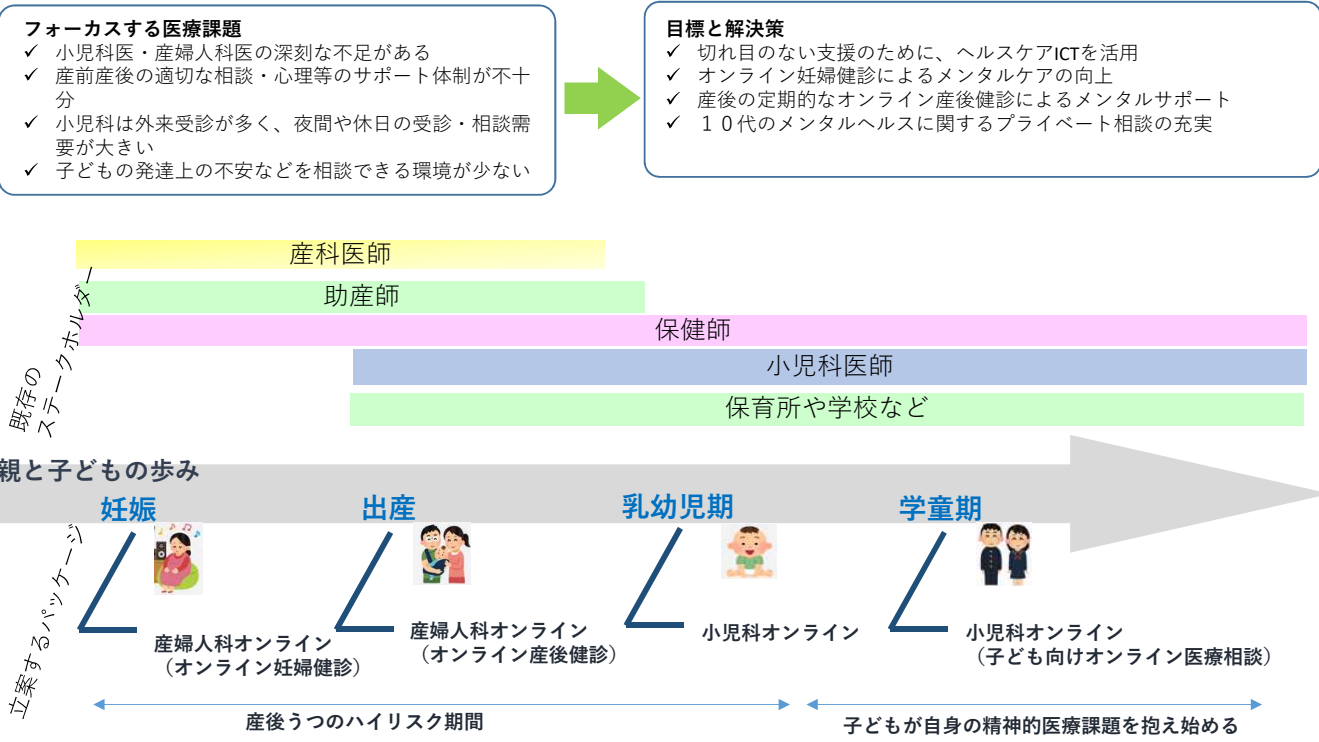 フォーカスする医療課題
✓ 小児科医・産婦人科医の深刻な不足がある
✓ 産前産後の適切な相談・心理等のサポート体制が不十
分
✓ 小児科は外来受診が多く、夜間や休日の受診・相談需
要が大きい
✓ 子どもの発達上の不安などを相談できる環境が少ない
目標と解決策
✓ 切れ目のない支援のために、ヘルスケアICTを活用
✓ オンライン妊婦健診によるメンタルケアの向上
✓ 産後の定期的なオンライン産後健診によるメンタルサポート
✓ １０代のメンタルヘルスに関するプライベート相談の充実
既存の
ステークホルダー
産科医師
助産師
保健師
小児科医師
保育所や学校など
親と子どもの歩み
妊娠
出産
乳幼児期
学童期
立案するパッケージ
産婦人科オンライン
（オンライン妊婦健診）
産婦人科オンライン
（オンライン産後健診）
小児科オンライン
小児科オンライン
（子ども向けオンライン医療相談）
産後うつのハイリスク期間
子どもが自身の精神的医療課題を抱え始める